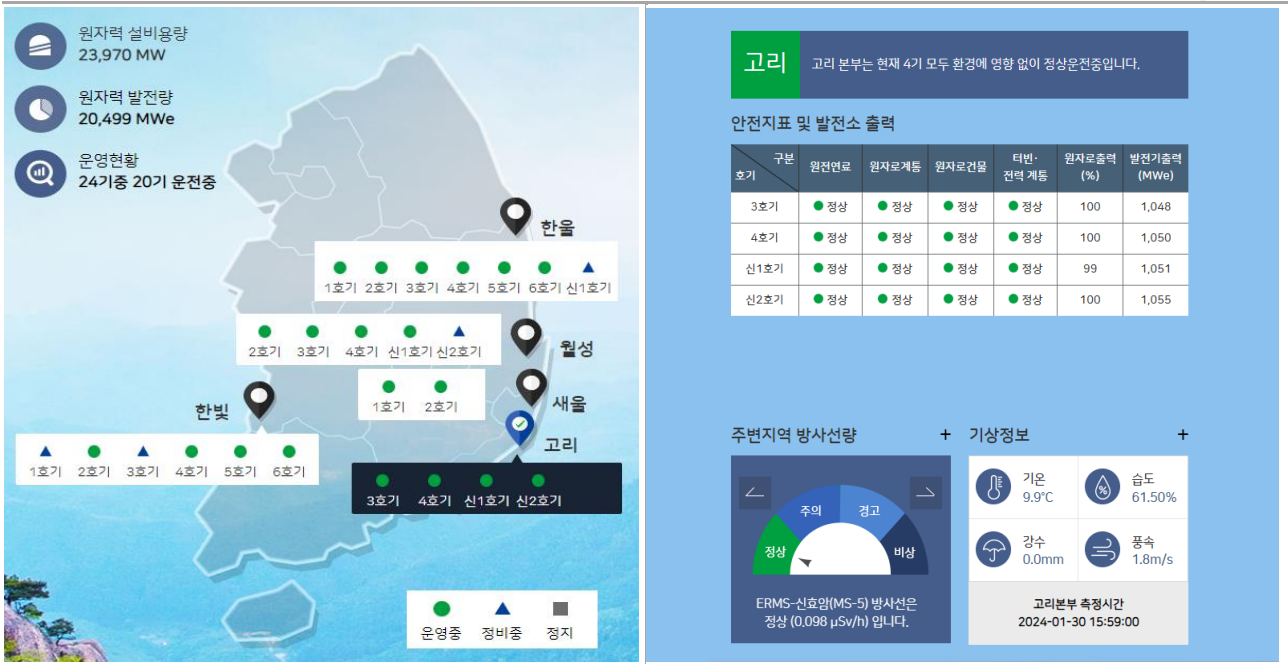 원자력 설비용량
23,970 MW
원자력 발전량
20,499 MWe
운영현황
24기중 20기 운전중
한울
1호기 2호기 3호기 4호기 5호기 6호기 신1호기
월성
2호기 3호기 4호기 신1호기 신2호기
새울
1호기 2호기
한빛
1호기 2호기 3호기 4호기 5호기 6호기
고리
3호기 4호기 신1호기 신2호기
운영중 정비중 정지
고리
고리 본부는 현재 4기 모두 환경에 영향 없이 정상운전중입니다.
안전지표 및 발전소 출력
구분
호기
원전연료 원자로계통 원자로건물 터빈· 전력 계통 원자로출력 (%) 발전기출력 (MWe)
3호기 정상 정상 정상 정상 100 1,048
4호기 정상 정상 정상 정상 100 1,050
신1호기 정상 정상 정상 정상 99 1,051
신2호기 정상 정상 정상 정상 100 1,055
주변지역 방사선량 +
주의 경고
정상 비상
ERMS-신효암(MS-5) 방사선은
정상 (0.098 μSv/h) 입니다.
기상정보 +
기온
9.9℃
습도
61.50%
강수
0.0mm
풍속
1.8m/s
고리본부 측정시간
2024-01-30 15:59:00